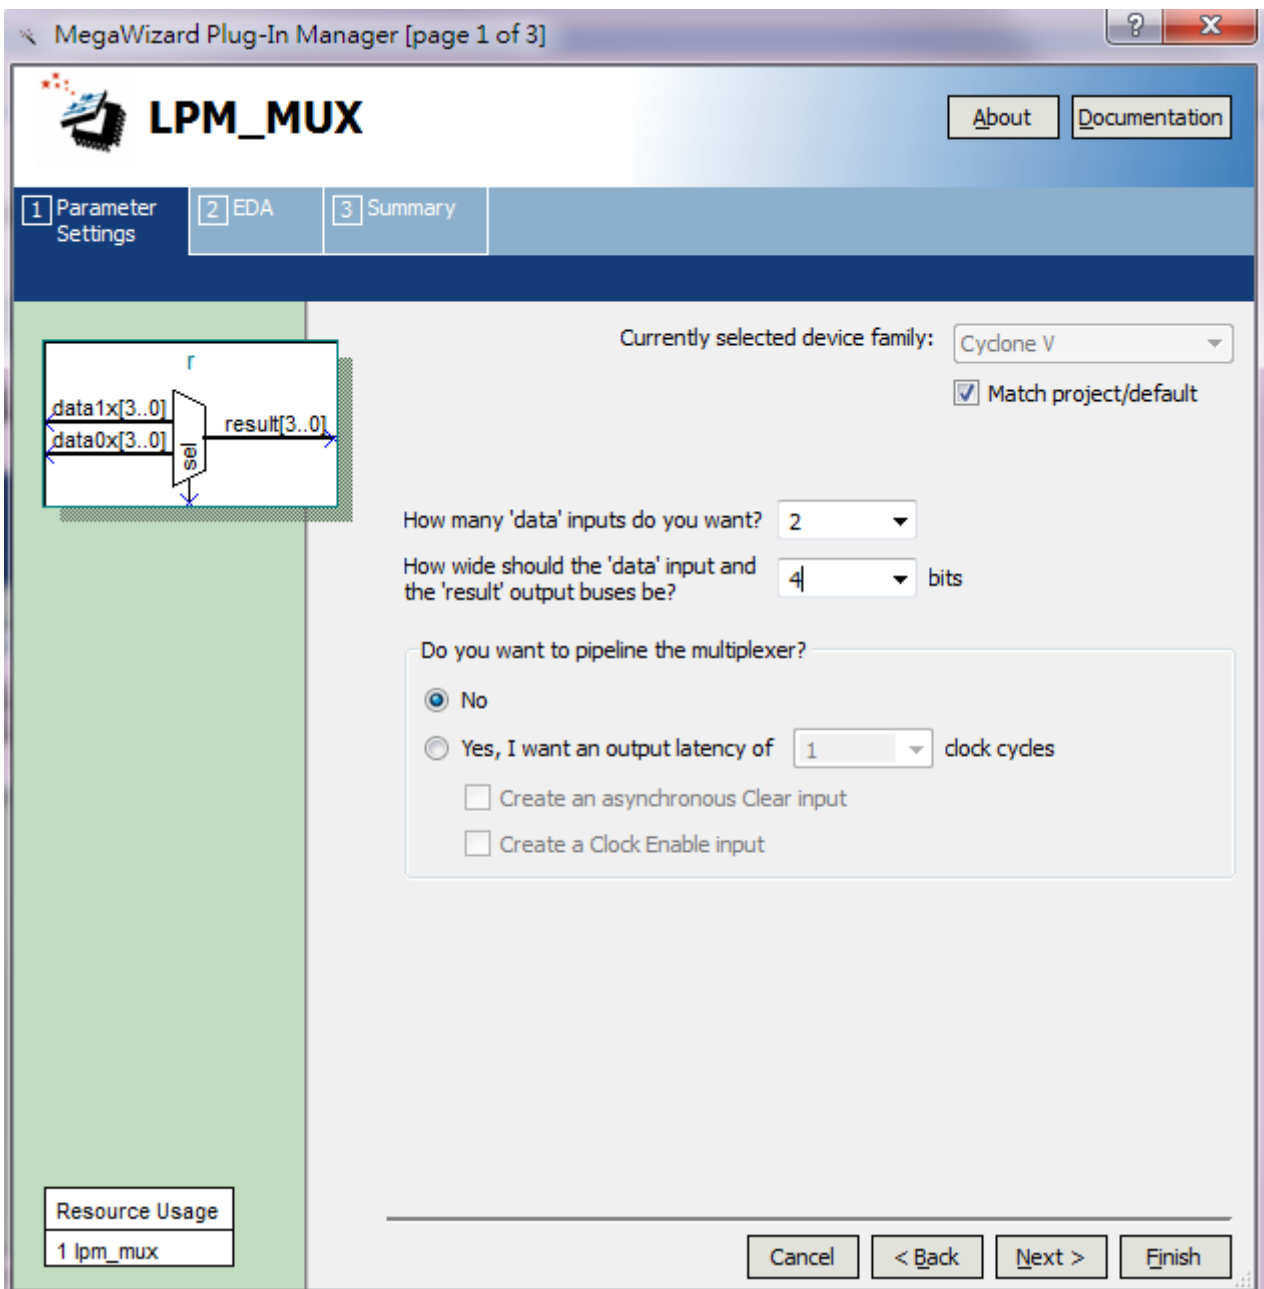 MegaWizard Plug-In Manager [page 1 of 3]
?
X
LPM_MUX
About
Documentation
1 Parameter
Settings
2 EDA
3 Summary
Currently selected device family:
Cyclone V
Match project/default
r
data1x[3..0]
data0x[3..0]
result[3..0]
sel
How many 'data' inputs do you want?
2
How wide should the 'data' input and
the 'result' output buses be?
4
bits
Do you want to pipeline the multiplexer?
No
Yes, I want an output latency of
1
clock cycles
Create an asynchronous Clear input
Create a Clock Enable input
Resource Usage
1 lpm_mux
Cancel
< Back
Next >
Finish